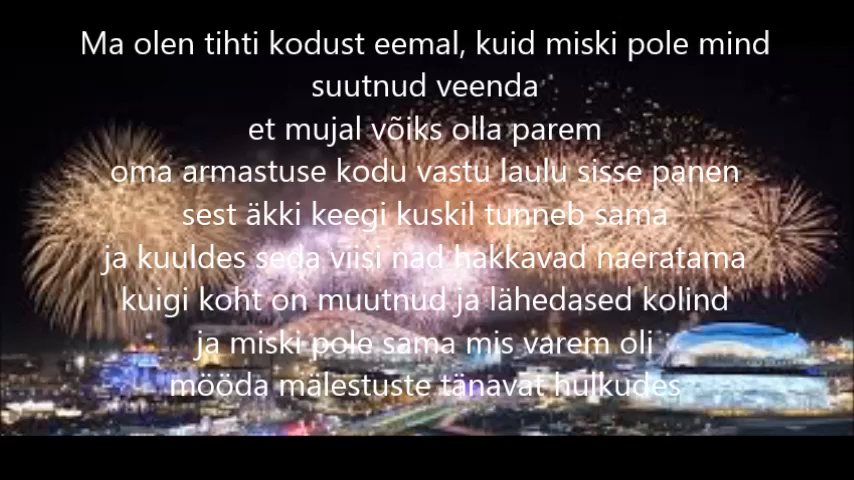 Ma olen tihti kodust eemal, kuid miski pole mind
suutnud veenda
et mujal võiks olla parem
oma armastuse kodu vastu laulu sisse panen
sest äkki keegi kuskil tunneb sama
ja kuuldes seda viisi nad hakkavad naeratama
kuigi koht on muutnud ja lähedased kolind
ja miski pole sama mis varem oli
mööda mälestuste tänavat hulkudes